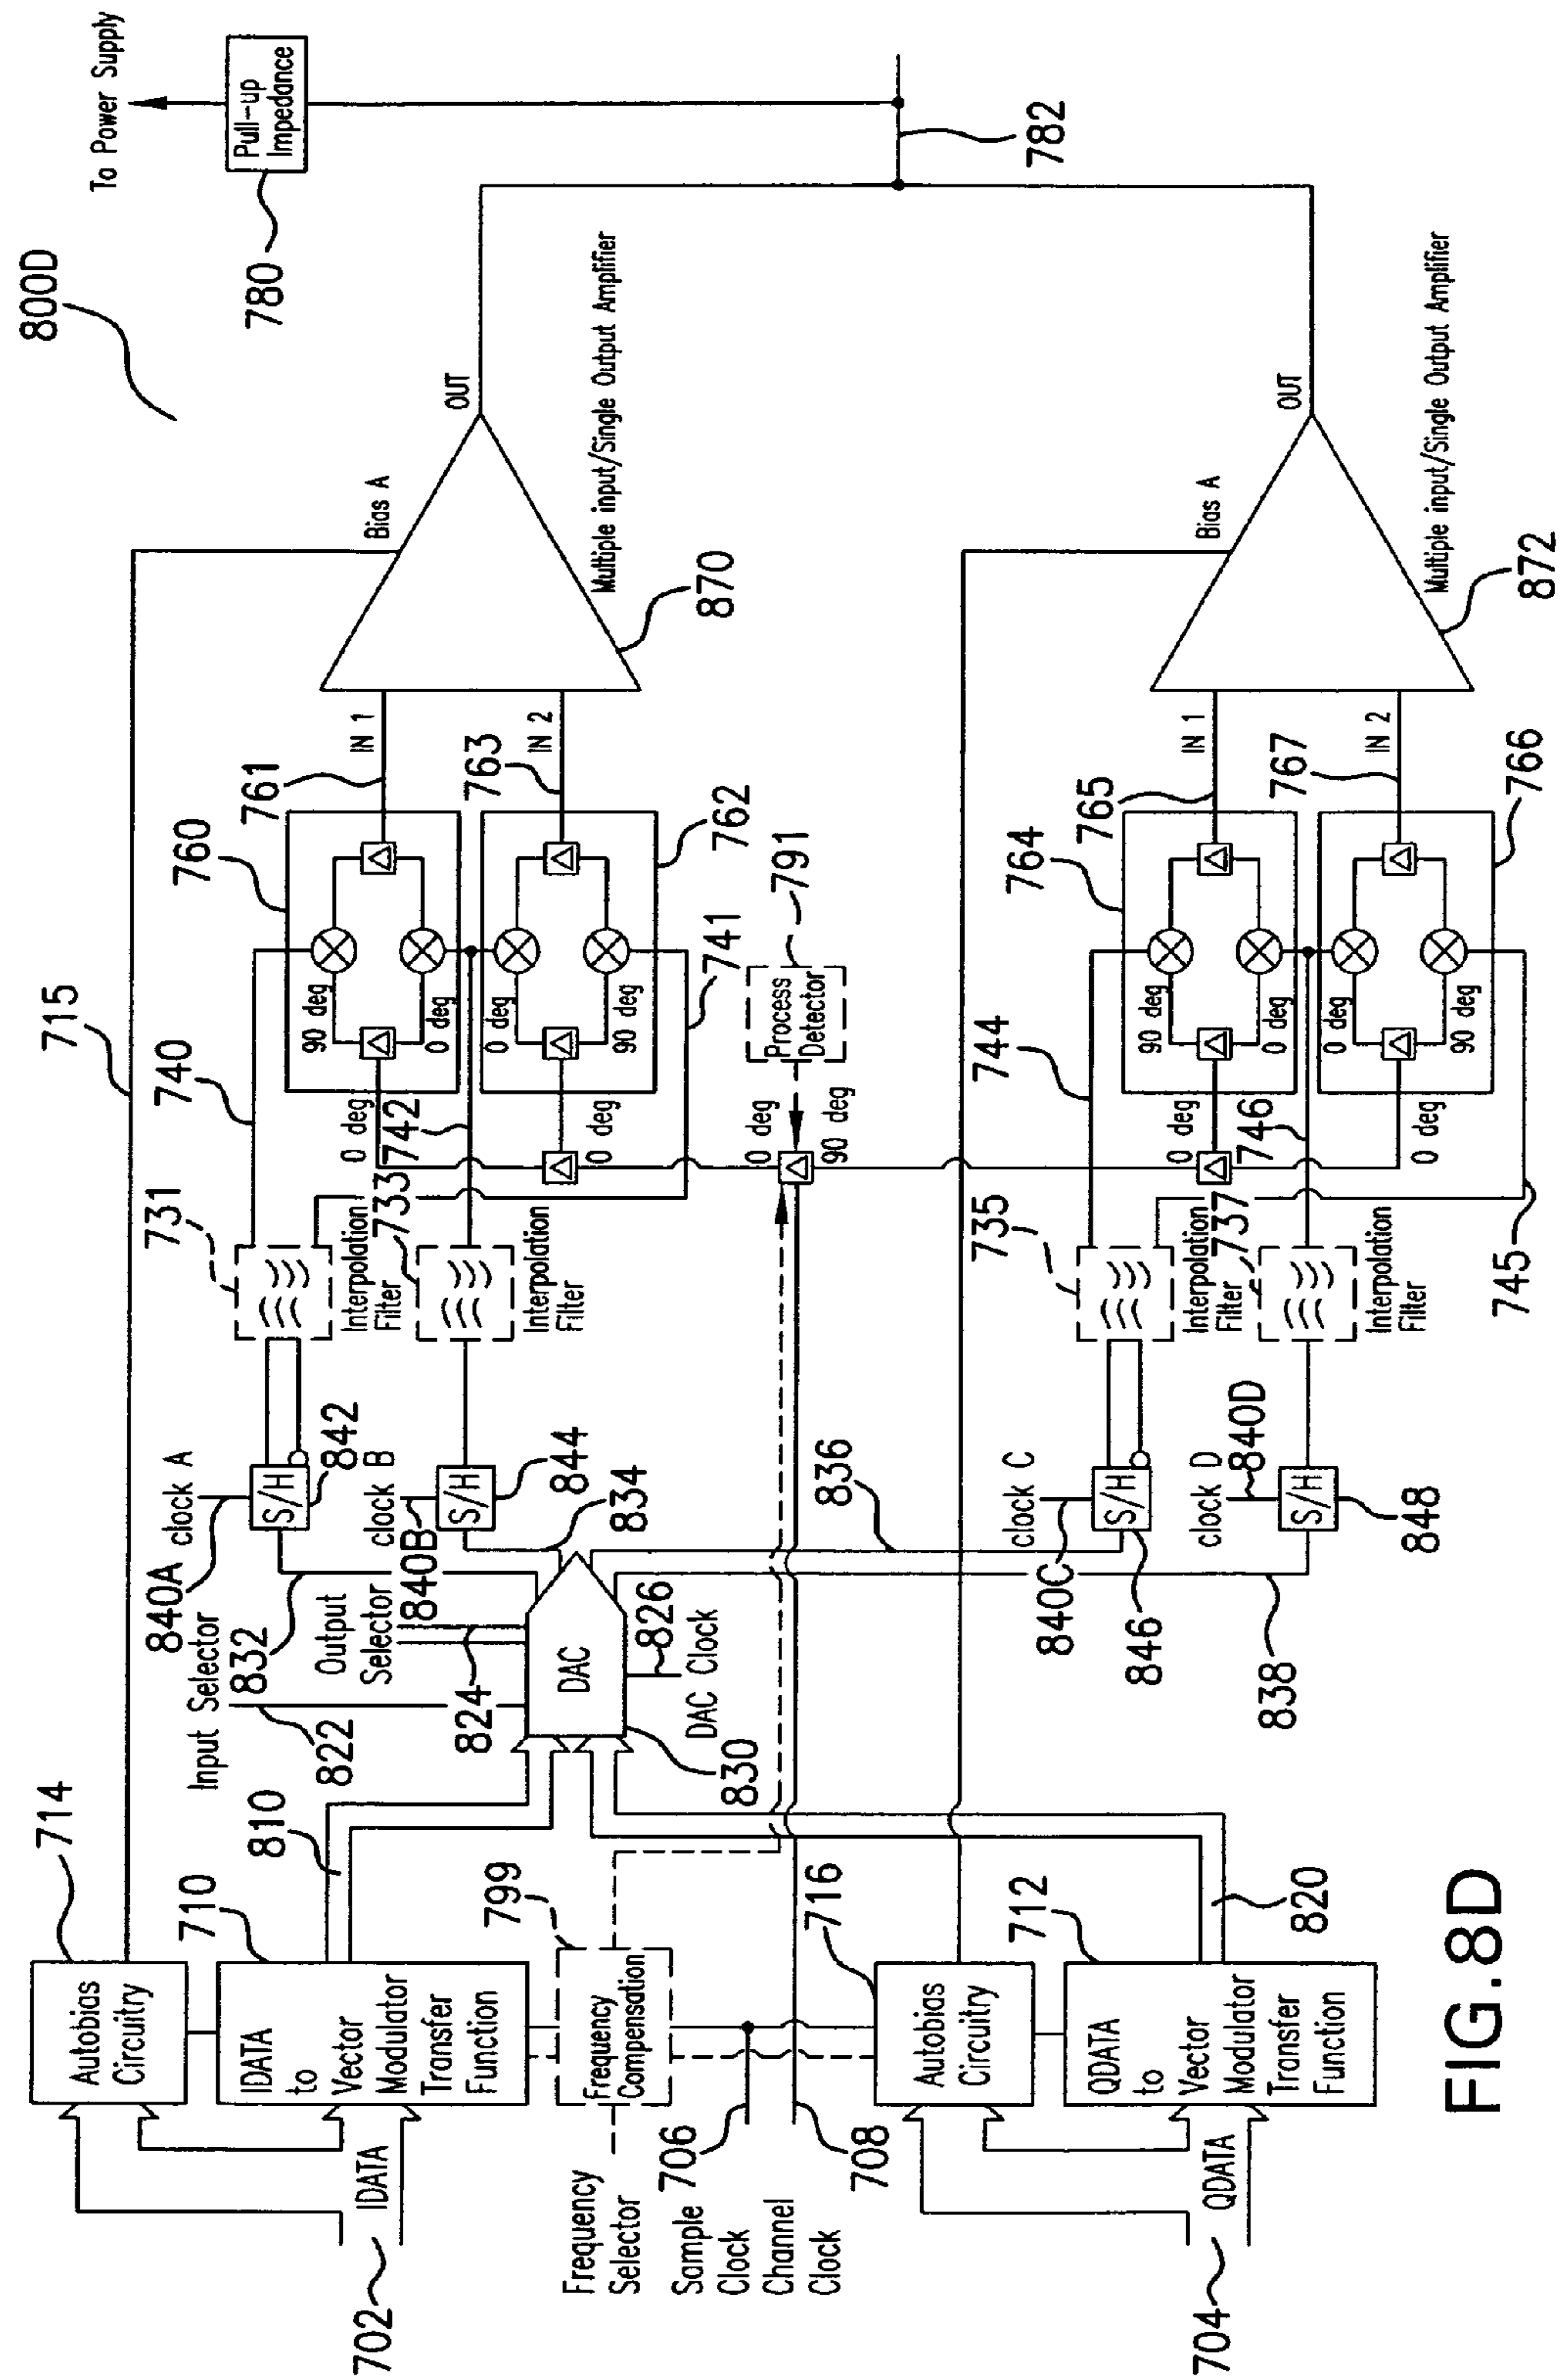 800D
To Power Supply
Pull-up
Impedance
780
782
715
Bias A
OUT
Multiple input/Single Output Amplifier
870
IN 1
IN 2
761
763
760
762
741
90 deg
0 deg
0 deg
90 deg
740
0 deg
742
0 deg
731
733
Interpolation
Filter
Interpolation
Filter
791
Process
Detector
0 deg
90 deg
clock A
840A
S/H
842
clock B
840B
S/H
844
834
832
Input Selector
822
Output
Selector
824
826
DAC Clock
DAC
830
836
838
714
Autobias
Circuitry
710
IDATA
to
Vector
Modulator
Transfer
Function
810
IDATA
702
799
Frequency
Compensation
Frequency
Selector
706
Sample
Clock
Channel
Clock
708
716
Autobias
Circuitry
712
QDATA
to
Vector
Modulator
Transfer
Function
820
QDATA
704
clock C
840C
S/H
846
clock D
840D
S/H
848
735
737
Interpolation
Filter
Interpolation
Filter
744
746
745
0 deg
0 deg
764
765
766
767
90 deg
0 deg
0 deg
90 deg
IN 1
IN 2
Bias A
OUT
Multiple input/Single Output Amplifier
872
FIG.8D